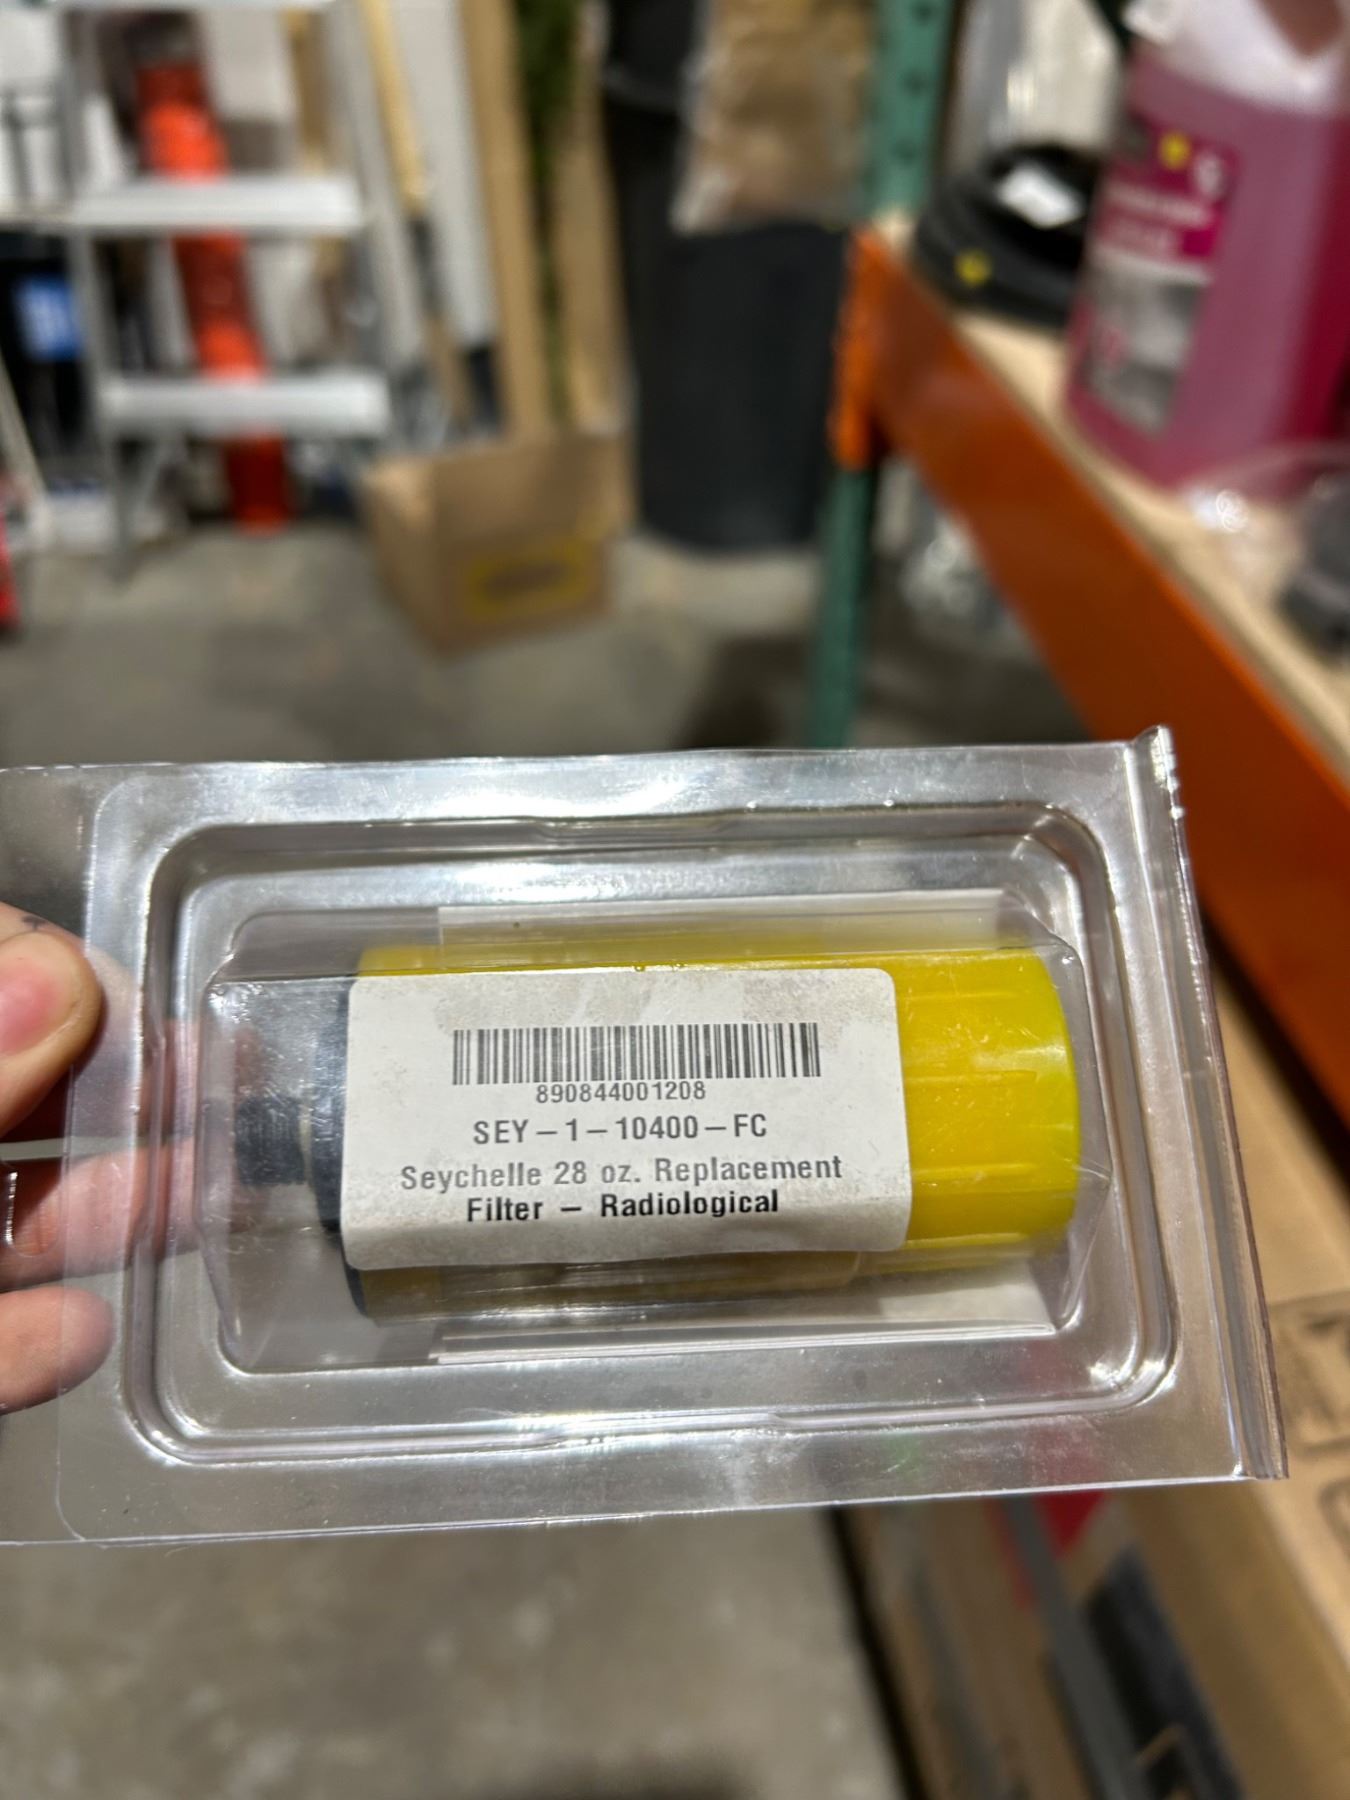 890844001208
SEY-1-10400-FC
Seychelle 28 oz. Replacement
Filter - Radiological